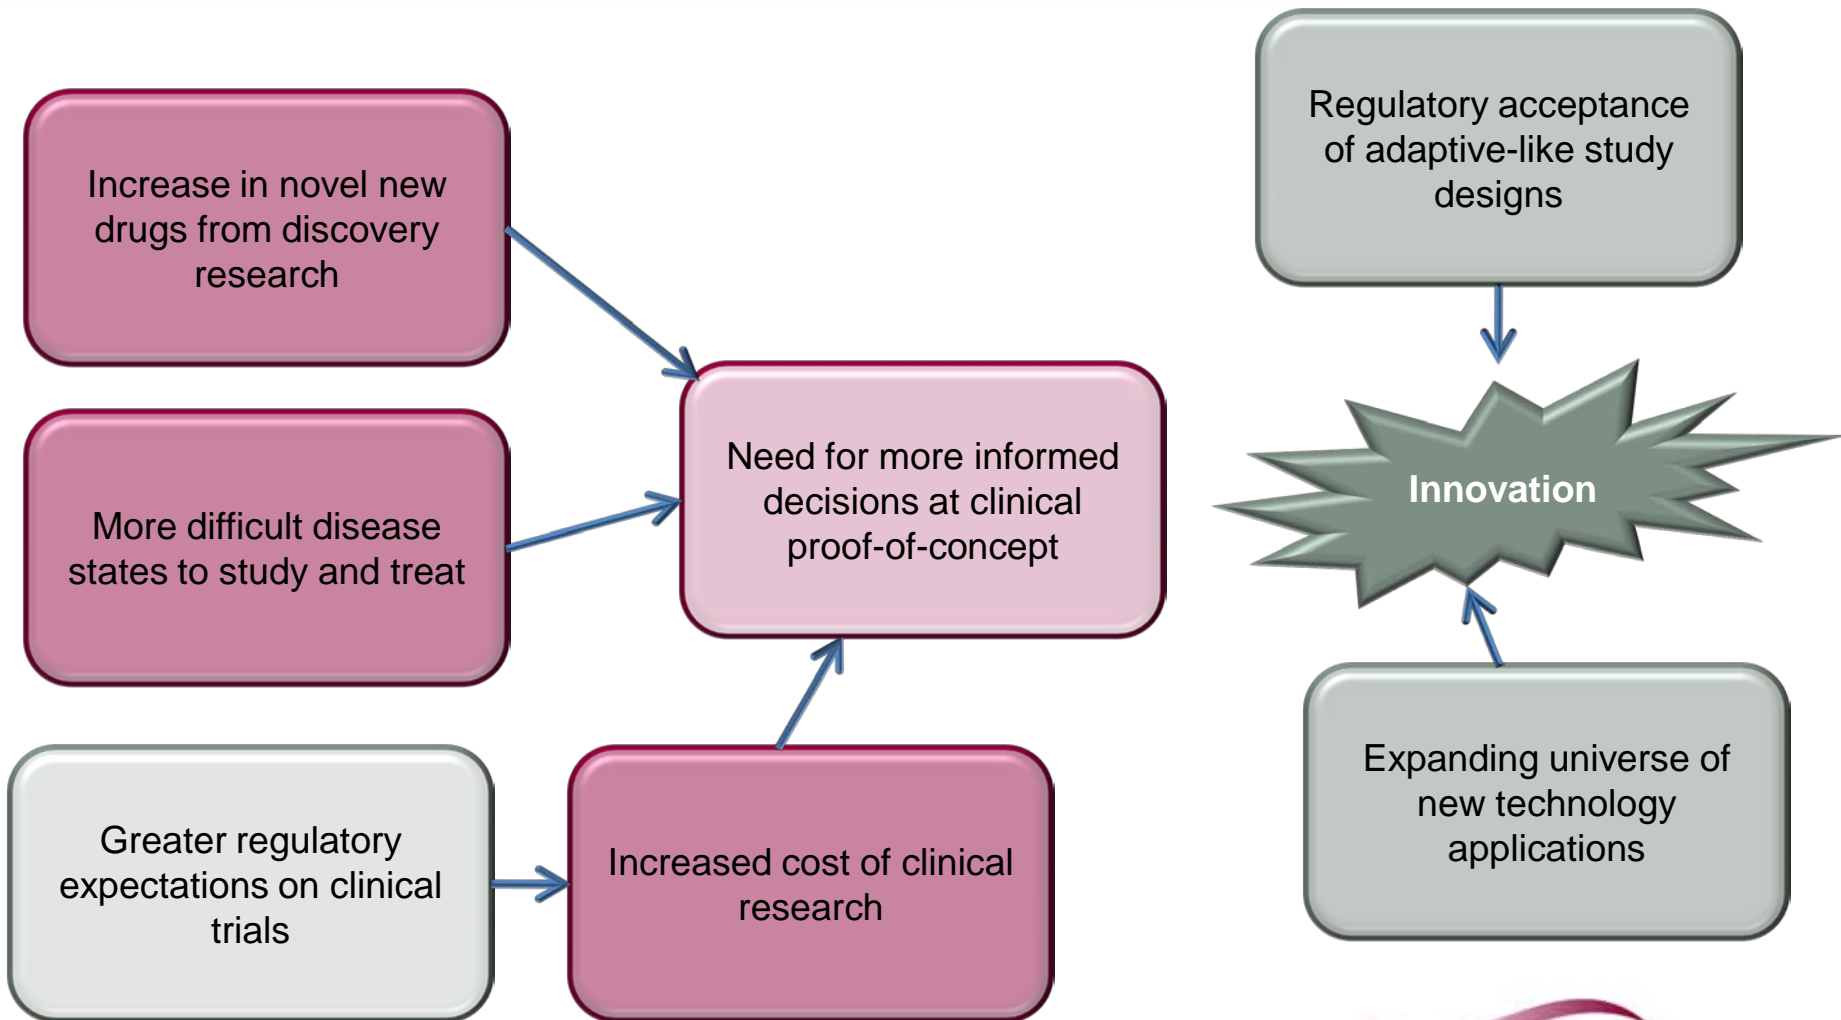 Increase in novel new
drugs from discovery
research
More difficult disease
states to study and treat
Greater regulatory
expectations on clinical
trials
Increased cost of clinical
research
Need for more informed
decisions at clinical
proof-of-concept
Regulatory acceptance
of adaptive-like study
designs
Innovation
Expanding universe of
new technology
applications